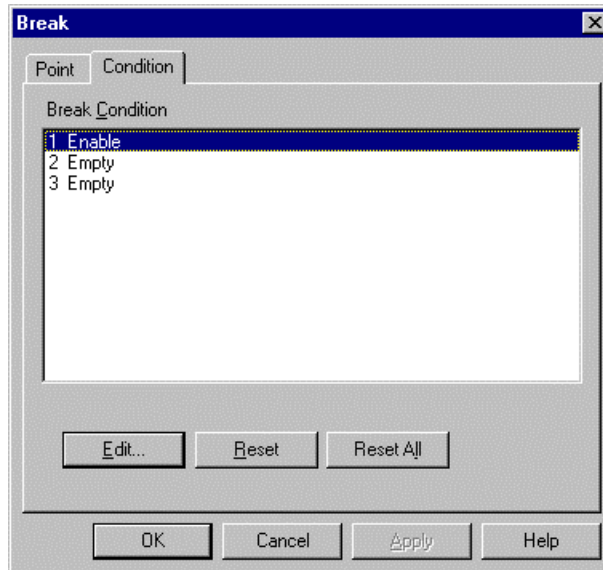 Break
Point Condition
Break Condition
1 Enable
2 Empty
3 Empty
Edit... Reset Reset All
OK Cancel Apply Help